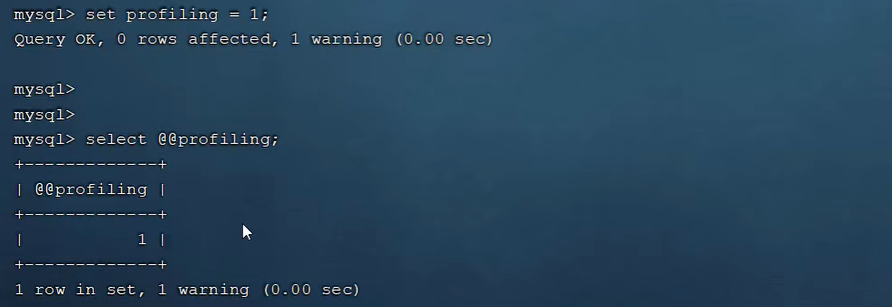 mysql> set profiling = 1;
Query OK, 0 rows affected, 1 warning (0.00 sec)
mysql>
mysql>
mysql> select @@profiling;
+-------------+
| @@profiling |
+-------------+
|           1 |
+-------------+
1 row in set, 1 warning (0.00 sec)